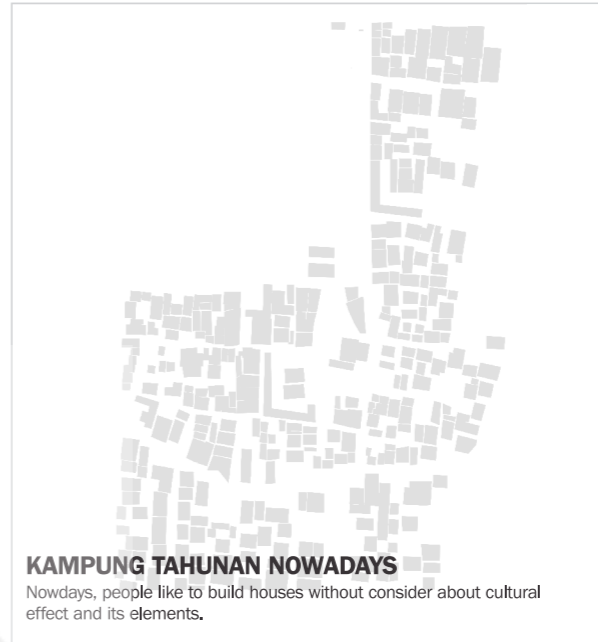 KAMPUNG TAHUNAN NOWADAYS
Nowdays, people like to build houses without consider about cultural
effect and its elements.